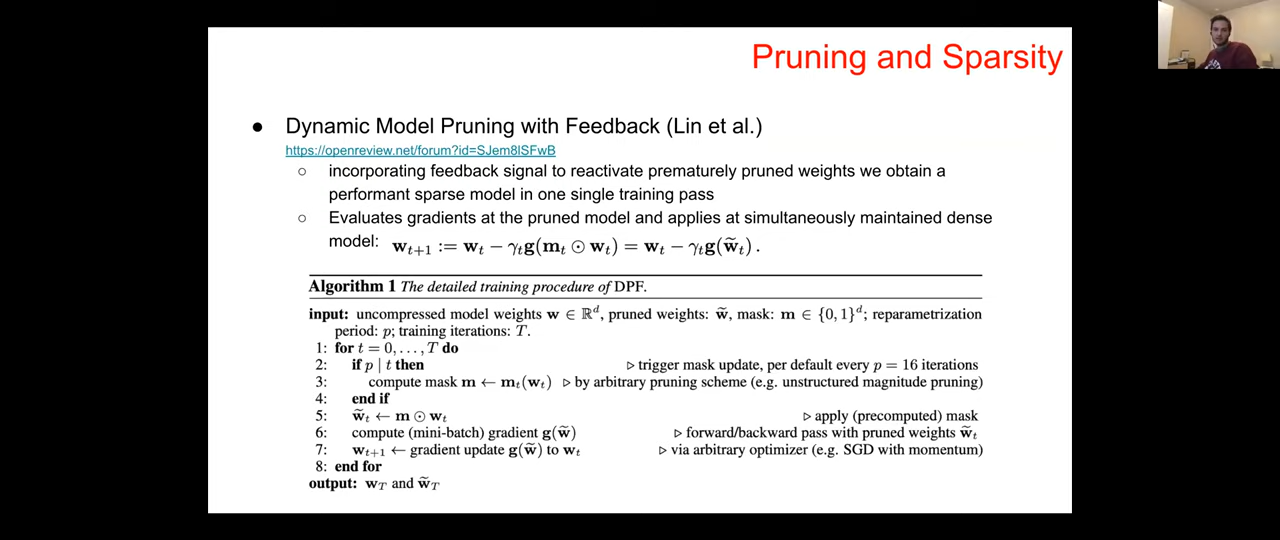 Pruning and Sparsity
● Dynamic Model Pruning with Feedback (Lin et al.)
https://openreview.net/forum?id=SJem8lSFwB
○ incorporating feedback signal to reactivate prematurely pruned weights we obtain a
performant sparse model in one single training pass
○ Evaluates gradients at the pruned model and applies at simultaneously maintained dense
model: w_{t+1} := w_t − γ_t g(m_t ⊙ w_t) = w_t − γ_t g(w̃_t) .
Algorithm 1 The detailed training procedure of DPF.
input: uncompressed model weights w ∈ ℝ^d, pruned weights: w̃, mask: m ∈ {0, 1}^d; reparametrization
period: p; training iterations: T.
1: for t = 0, . . . , T do
2: if p | t then ▷ trigger mask update, per default every p = 16 iterations
3: compute mask m ← m_t(w_t) ▷ by arbitrary pruning scheme (e.g. unstructured magnitude pruning)
4: end if
5: w̃_t ← m ⊙ w_t ▷ apply (precomputed) mask
6: compute (mini-batch) gradient g(w̃) ▷ forward/backward pass with pruned weights w̃_t
7: w_{t+1} ← gradient update g(w̃) to w_t ▷ via arbitrary optimizer (e.g. SGD with momentum)
8: end for
output: w_T and w̃_T